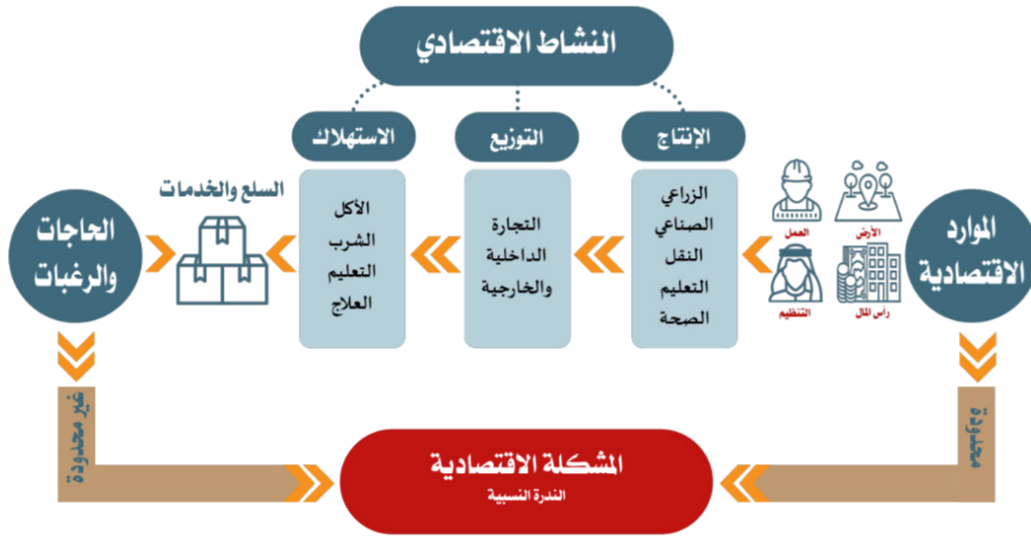 النشاط الاقتصادي
الإنتاج
التوزيع
الاستهلاك
الموارد
الاقتصادية
الأرض
العمل
رأس المال
التنظيم
الزراعي
الصناعي
النقل
التعليم
الصحة
التجارة
الداخلية
والخارجية
الأكل
الشرب
التعليم
العلاج
السلع والخدمات
الحاجات
والرغبات
محدودة
غير محدودة
المشكلة الاقتصادية
الندرة النسبية